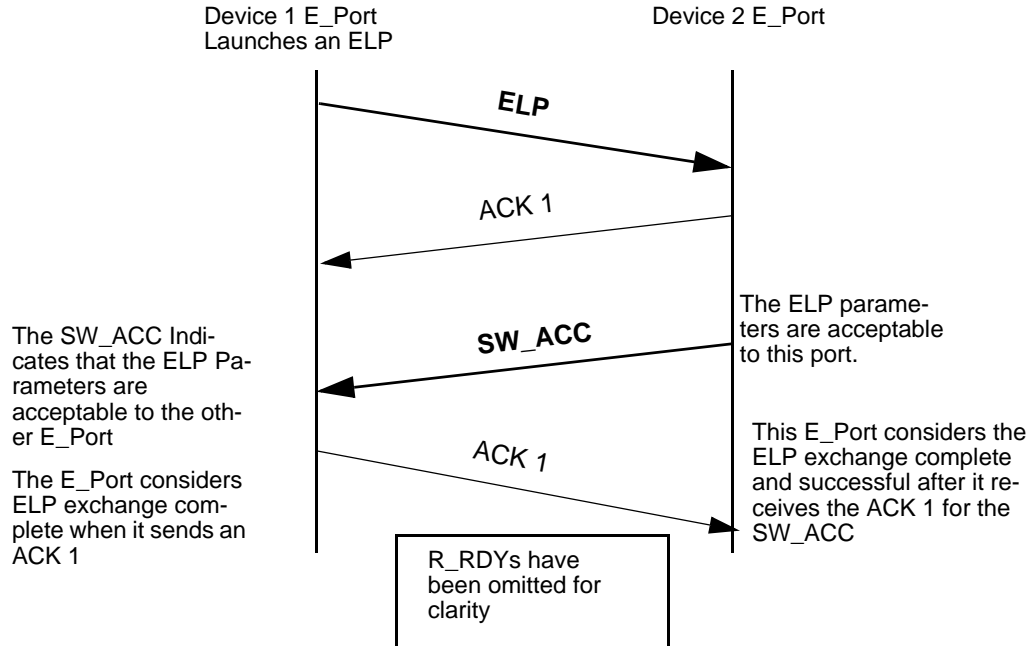 Device 1 E_Port
Launches an ELP
Device 2 E_Port
ELP
ACK 1
The ELP parame-
ters are acceptable
to this port.
SW_ACC
The SW_ACC Indi-
cates that the ELP Pa-
rameters are
acceptable to the oth-
er E_Port
ACK 1
The E_Port considers
ELP exchange com-
plete when it sends an
ACK 1
This E_Port considers the
ELP exchange complete
and successful after it re-
ceives the ACK 1 for the
SW_ACC
R_RDYs have
been omitted for
clarity